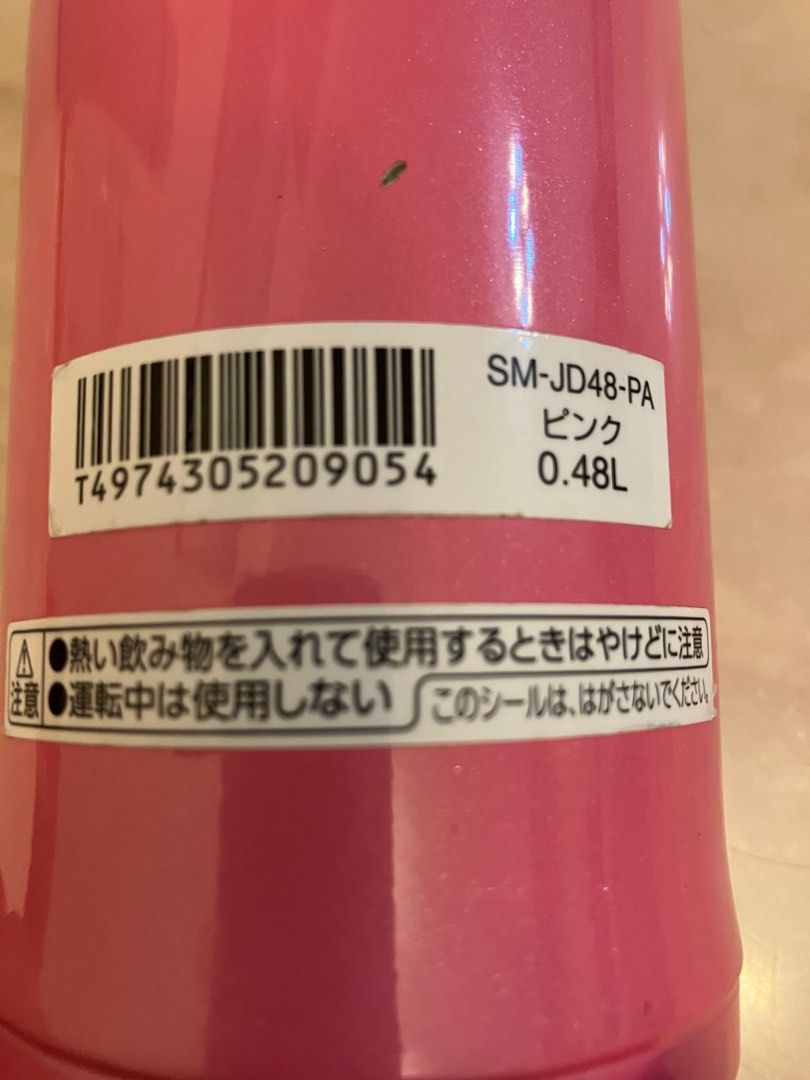 T4974305209054
SM-JD48-PA
ピンク
0.48L
注意
●熱い飲み物を入れて使用するときはやけどに注意
●運転中は使用しない
このシールは、はがさないでください。